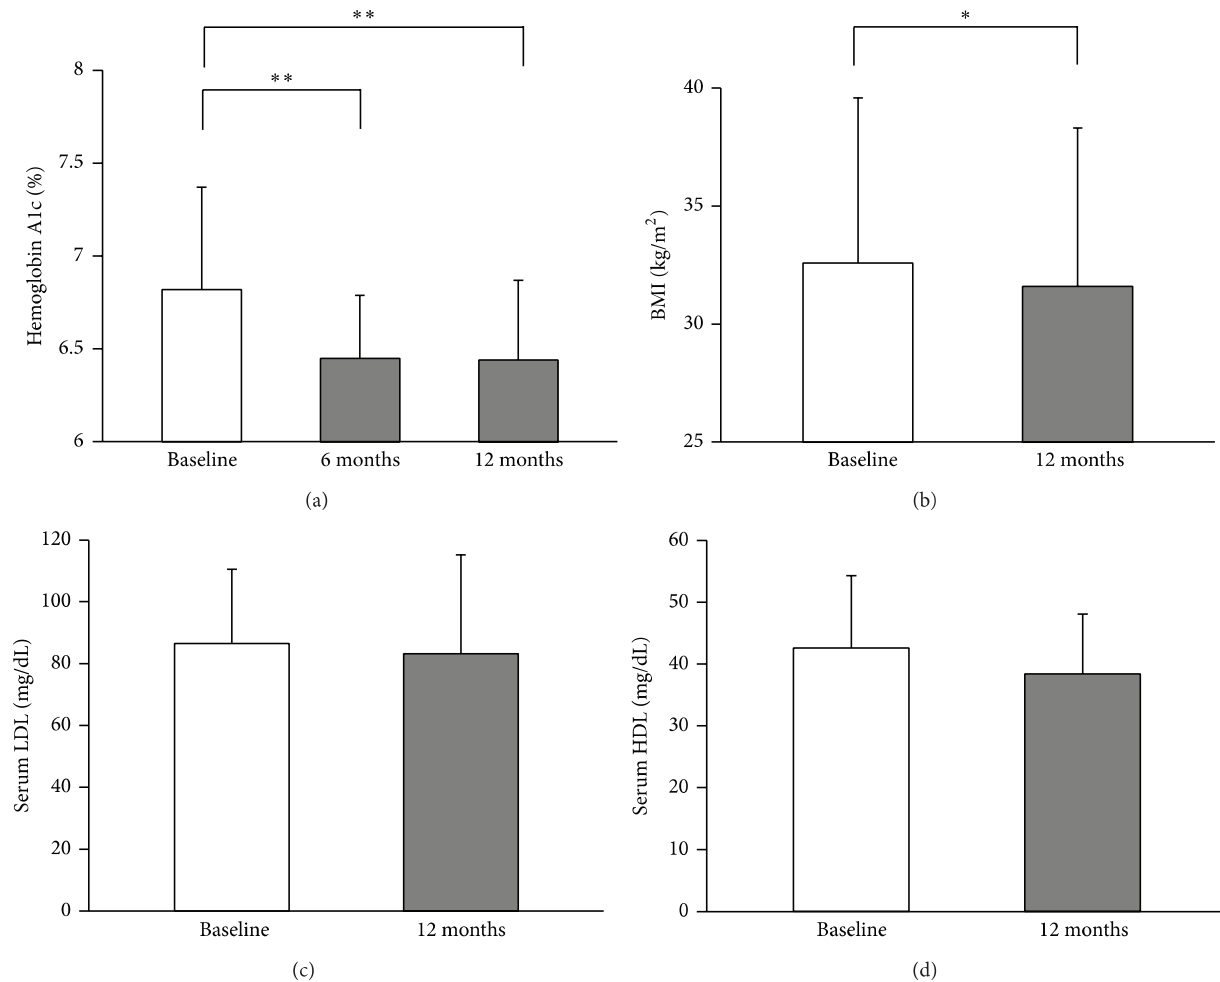 **
**
8
7.5
7
6.5
6
Hemoglobin A1c (%)
Baseline
6 months
12 months
(a)
*
40
35
30
25
BMI (kg/m²)
Baseline
12 months
(b)
120
100
80
60
40
20
0
Serum LDL (mg/dL)
Baseline
12 months
(c)
60
50
40
30
20
10
0
Serum HDL (mg/dL)
Baseline
12 months
(d)